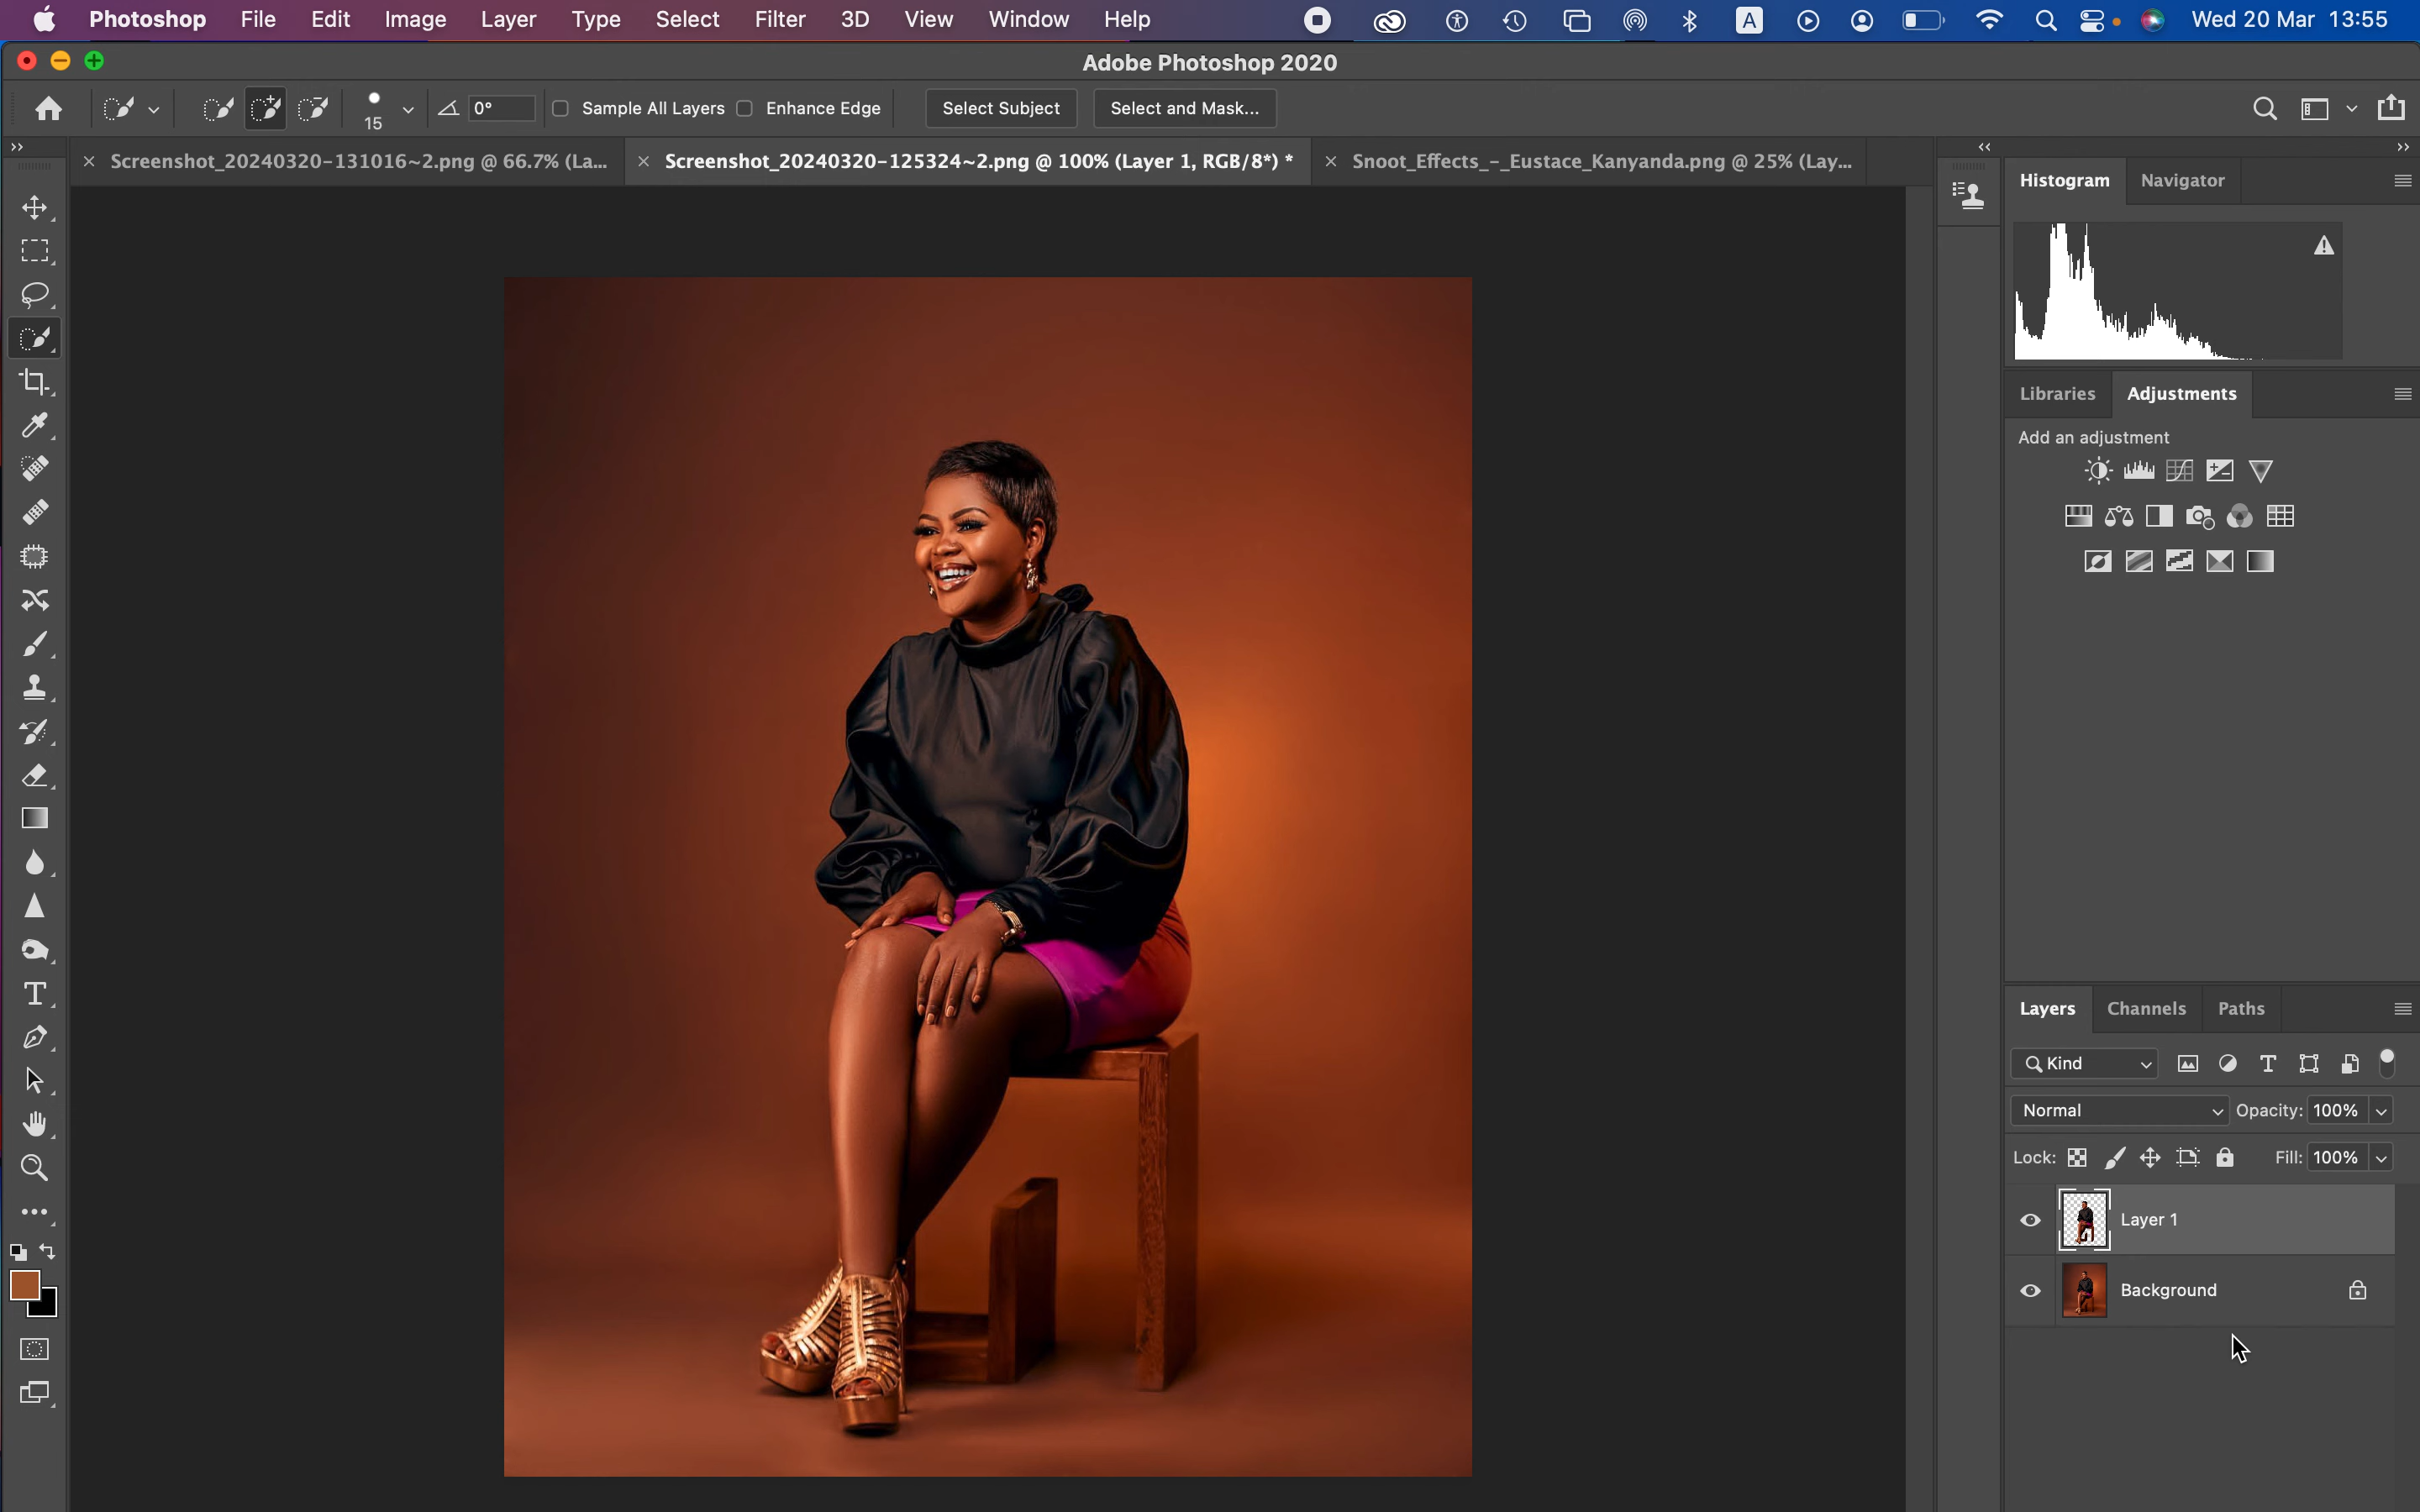 Photoshop File Edit Image Layer Type Select Filter 3D View Window Help A Wed 20 Mar 13:55
Adobe Photoshop 2020
15 0° Sample All Layers Enhance Edge Select Subject Select and Mask...
Screenshot_20240320-131016~2.png @ 66.7% (La... Screenshot_20240320-125324~2.png @ 100% (Layer 1, RGB/8*) * Snoot_Effects_-_Eustace_Kanyanda.png @ 25% (Lay...
Histogram Navigator
Libraries Adjustments
Add an adjustment
Layers Channels Paths
Kind
Normal Opacity: 100%
Lock: Fill: 100%
Layer 1
Background